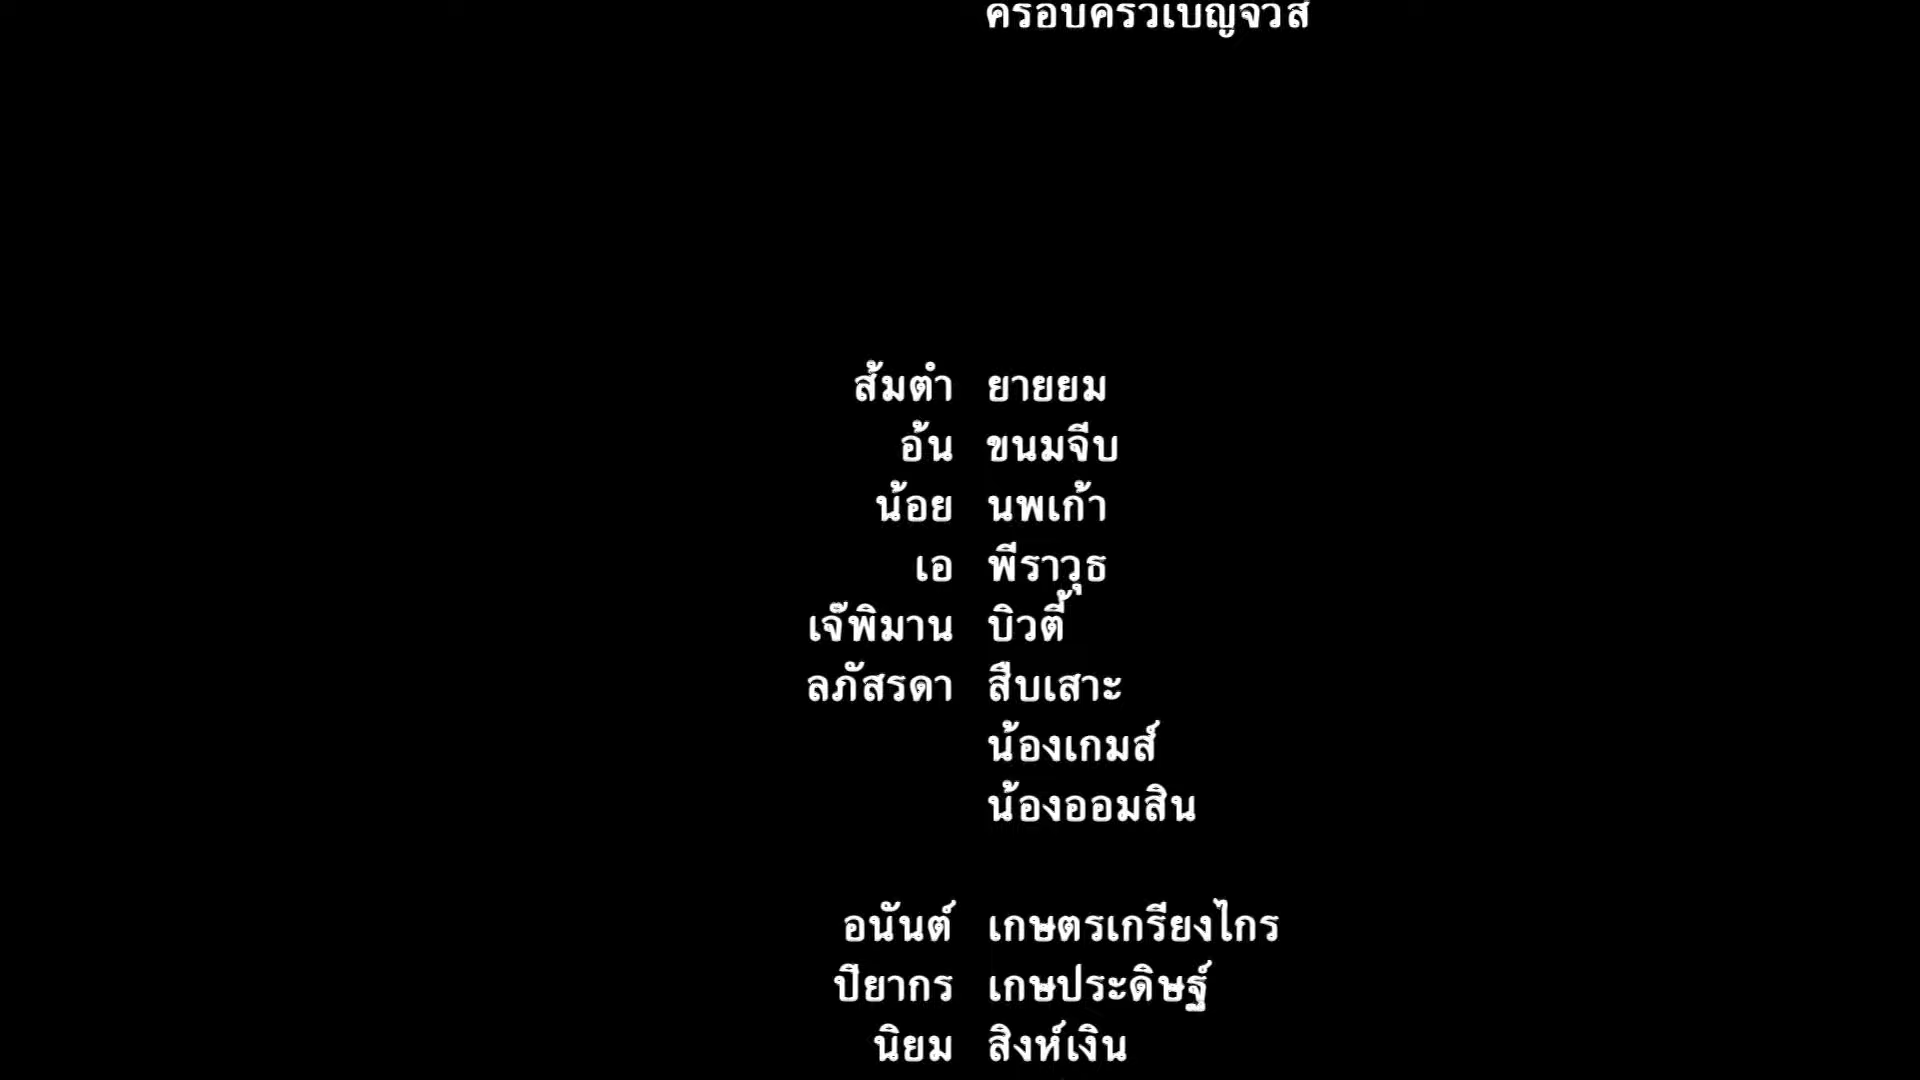 ครอบครัวเบญจวิส
ส้มตำ ยายยม
อ้น ขนมจีบ
น้อย นพเก้า
เอ พีราวุธ
เจ๊พิมาน บิวตี้
ลภัสรดา สืบเสาะ
น้องเกมส์
น้องออมสิน
อนันต์ เกษตรเกรียงไกร
ปิยากร เกษประดิษฐ์
นิยม สิงห์เงิน